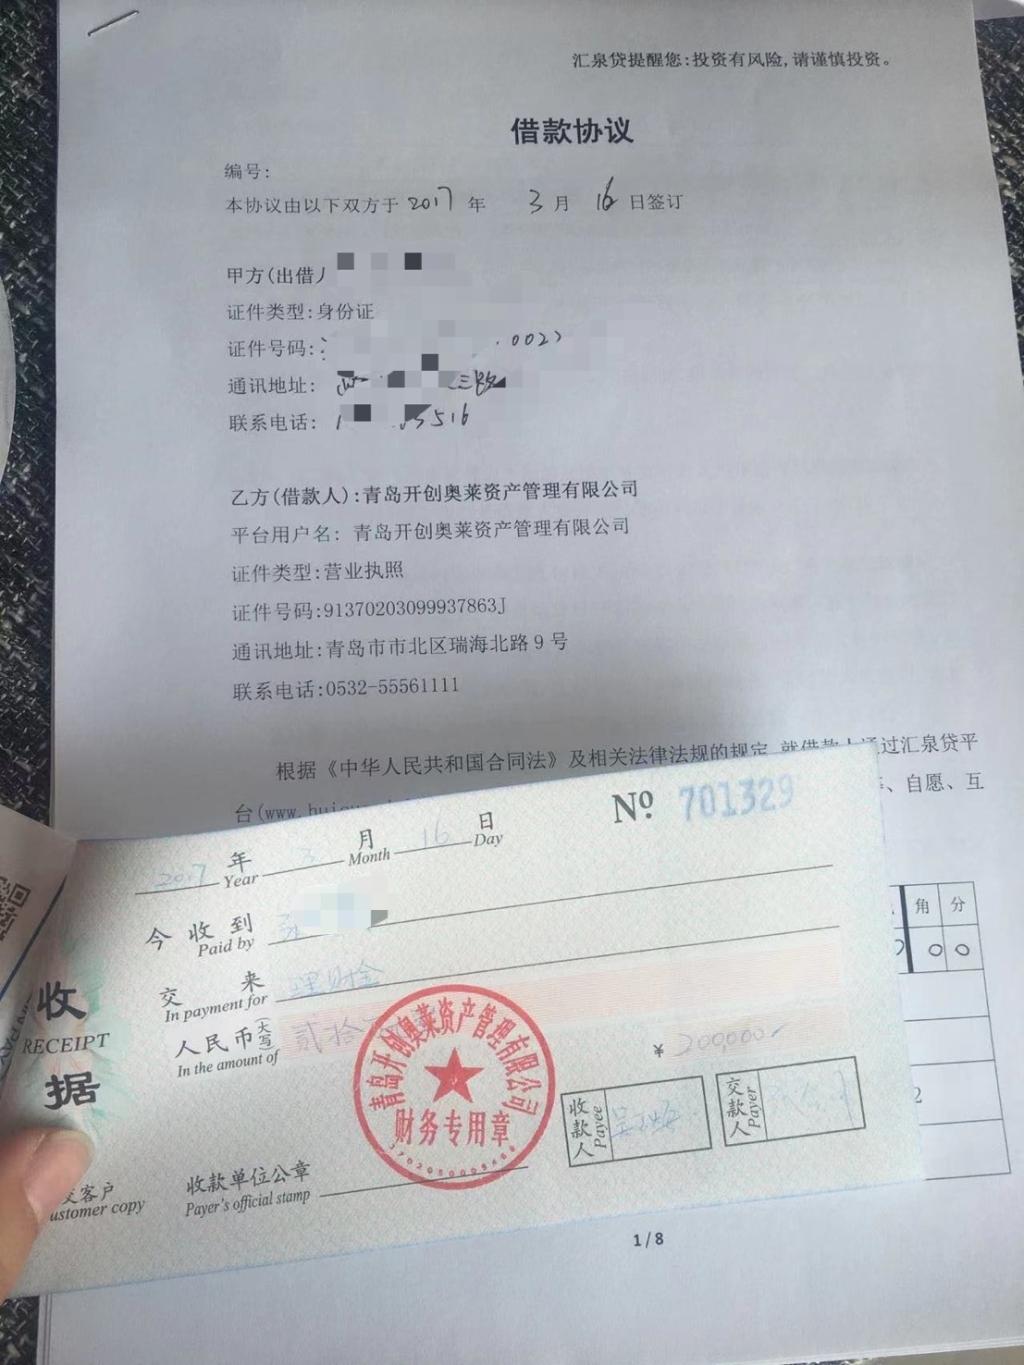 汇泉贷提醒您:投资有风险,请谨慎投资。
借款协议
编号:
本协议由以下双方于 2017 年 3 月 16 日签订
甲方(出借人
证件类型:身份证
证件号码: 002
通讯地址: 三路
联系电话: 1 5516
乙方(借款人):青岛开创奥莱资产管理有限公司
平台用户名: 青岛开创奥莱资产管理有限公司
证件类型:营业执照
证件号码:91370203099937863J
通讯地址:青岛市市北区瑞海北路 9 号
联系电话:0532-55561111
根据《中华人民共和国合同法》及相关法律法规的规定,就借款人通过汇泉贷平
台(www.huiquan 、自愿、互
角 分
0 0
2
No 701329
2017 年 3 月 16 日
Year Month Day
今收到
Paid by
交来 理财金
In payment for
人民币(大写) 贰拾
In the amount of
¥ 200,000
收据
RECEIPT
青岛开创奥莱资产管理有限公司
财务专用章
收款人
Payee
交款人
Payer
客户
ustomer copy
收款单位公章
Payer's official stamp
1/8